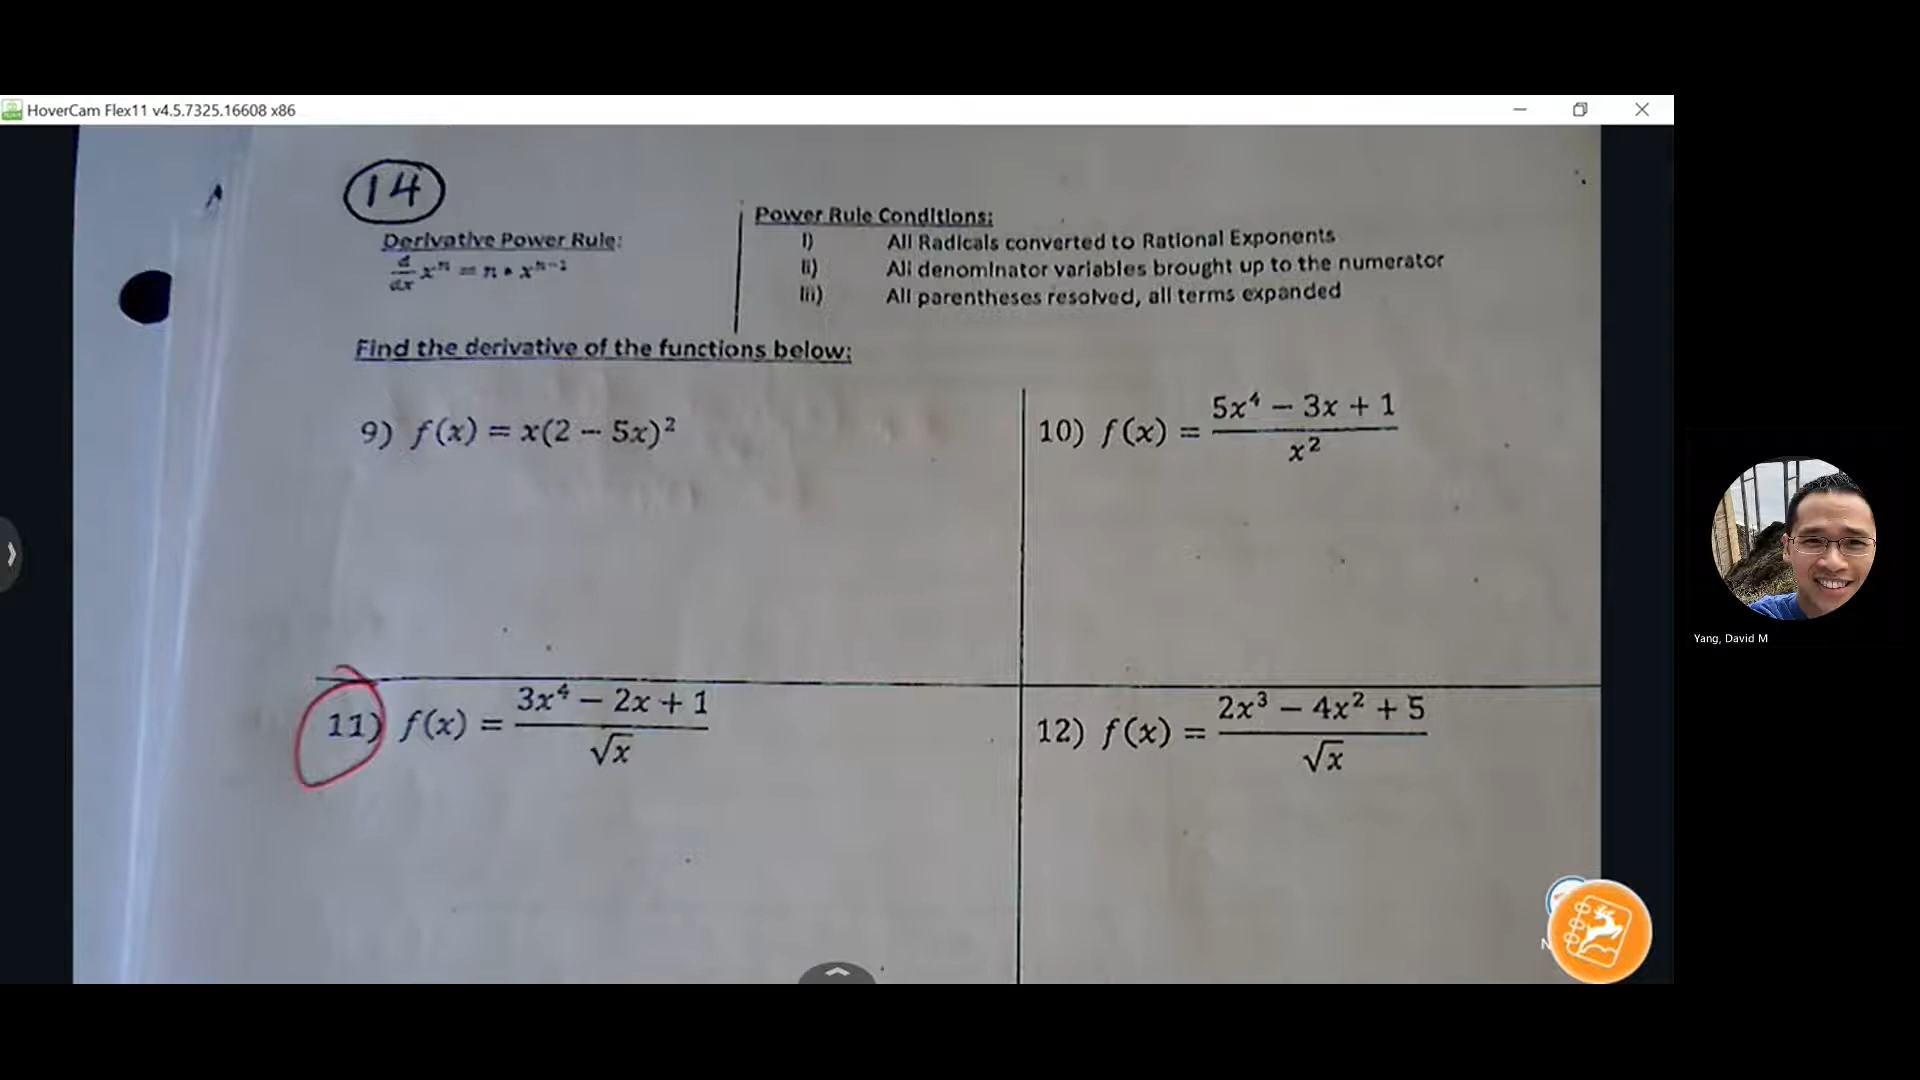 HoverCam Flex11 v4.5.7325.16608 x86
14
Derivative Power Rule:
d/dx xⁿ = n • xⁿ⁻¹
Power Rule Conditions:
i) All Radicals converted to Rational Exponents
ii) All denominator variables brought up to the numerator
iii) All parentheses resolved, all terms expanded
Find the derivative of the functions below:
9) f(x) = x(2 − 5x)²
10) f(x) = (5x⁴ − 3x + 1)/x²
11) f(x) = (3x⁴ − 2x + 1)/√x
12) f(x) = (2x³ − 4x² + 5)/√x
Yang, David M
N